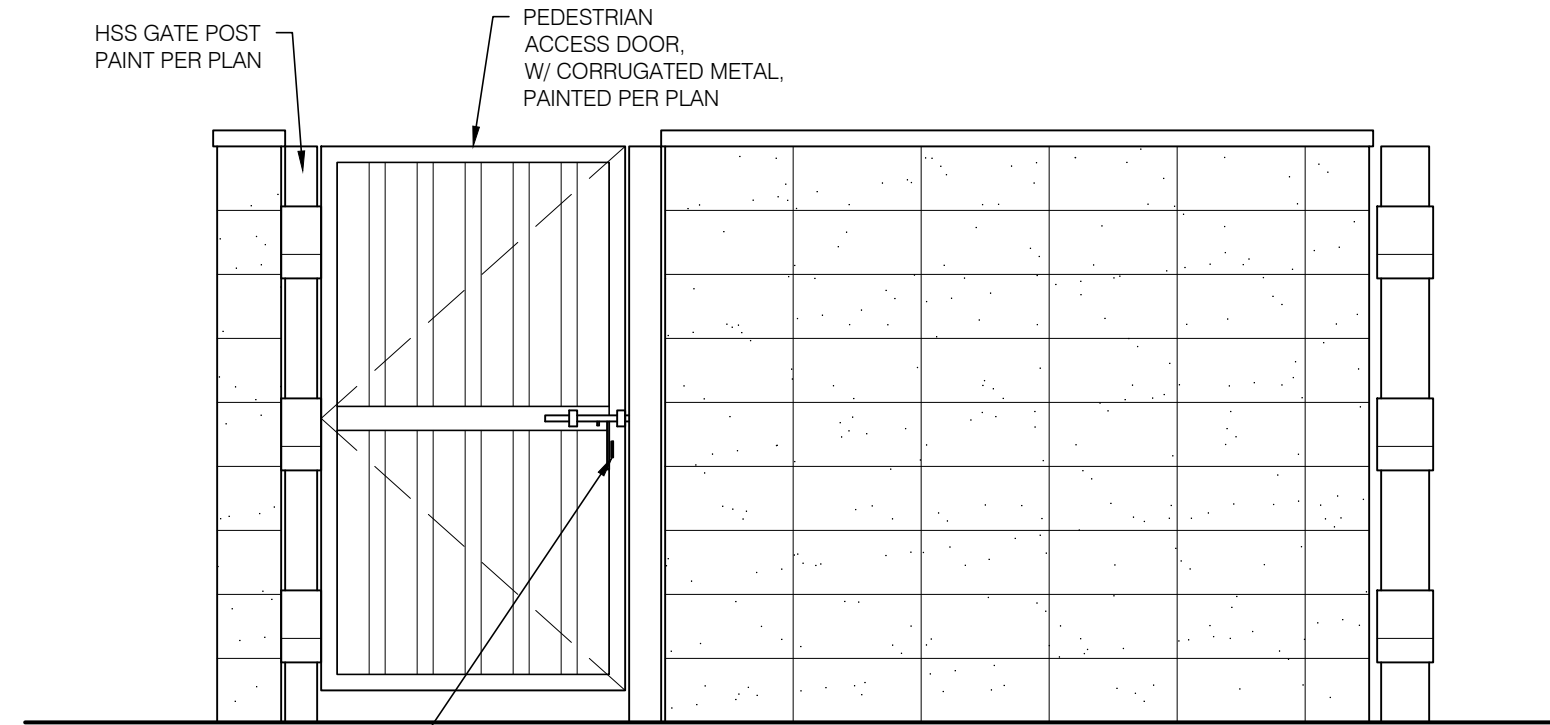 HSS GATE POST
PAINT PER PLAN
PEDESTRIAN
ACCESS DOOR,
W/ CORRUGATED METAL,
PAINTED PER PLAN